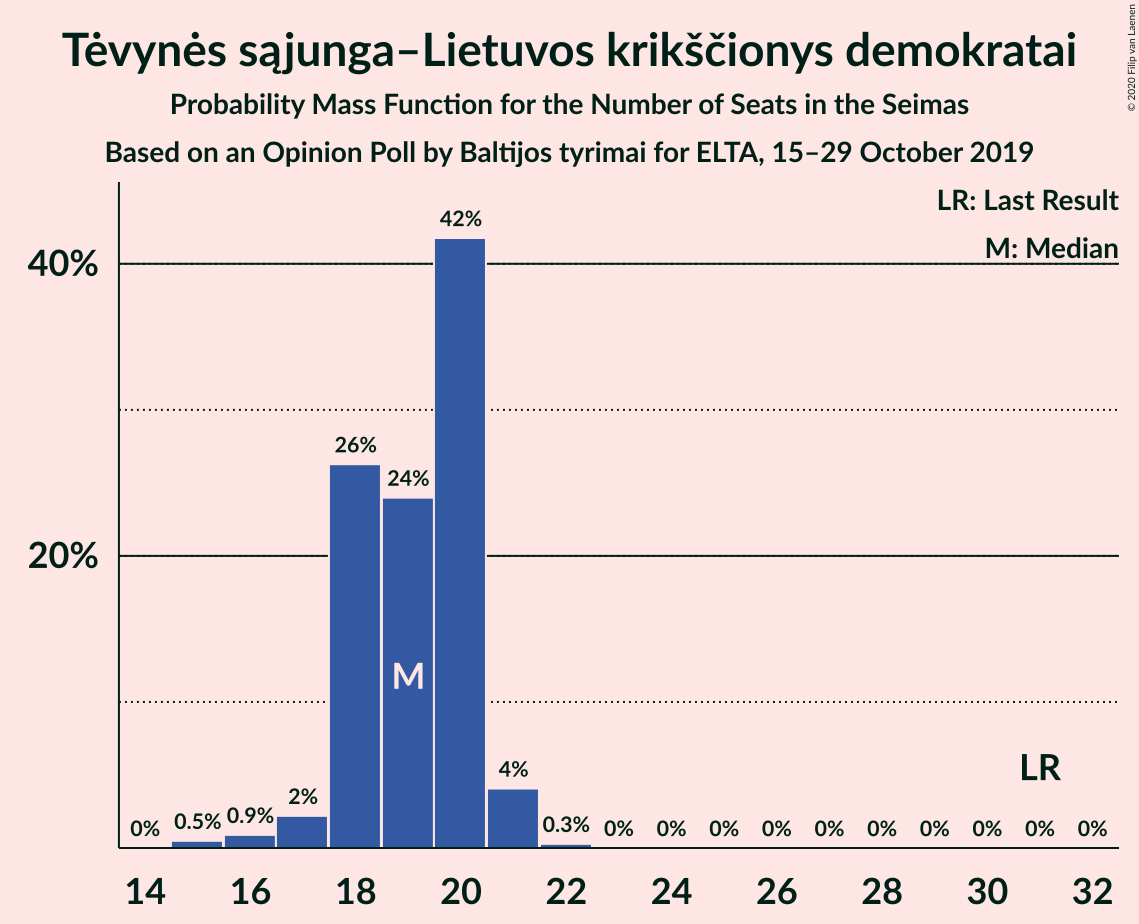 Tėvynės sąjunga–Lietuvos krikščionys demokratai
Probability Mass Function for the Number of Seats in the Seimas
Based on an Opinion Poll by Baltijos tyrimai for ELTA, 15–29 October 2019
© 2020 Filip van Laenen
LR: Last Result
M: Median
42%
40%
26%
24%
20%
M
4%
LR
2%
0% 0.5% 0.9% 0.3% 0% 0% 0% 0% 0% 0% 0% 0% 0% 0%
14 16 18 20 22 24 26 28 30 32